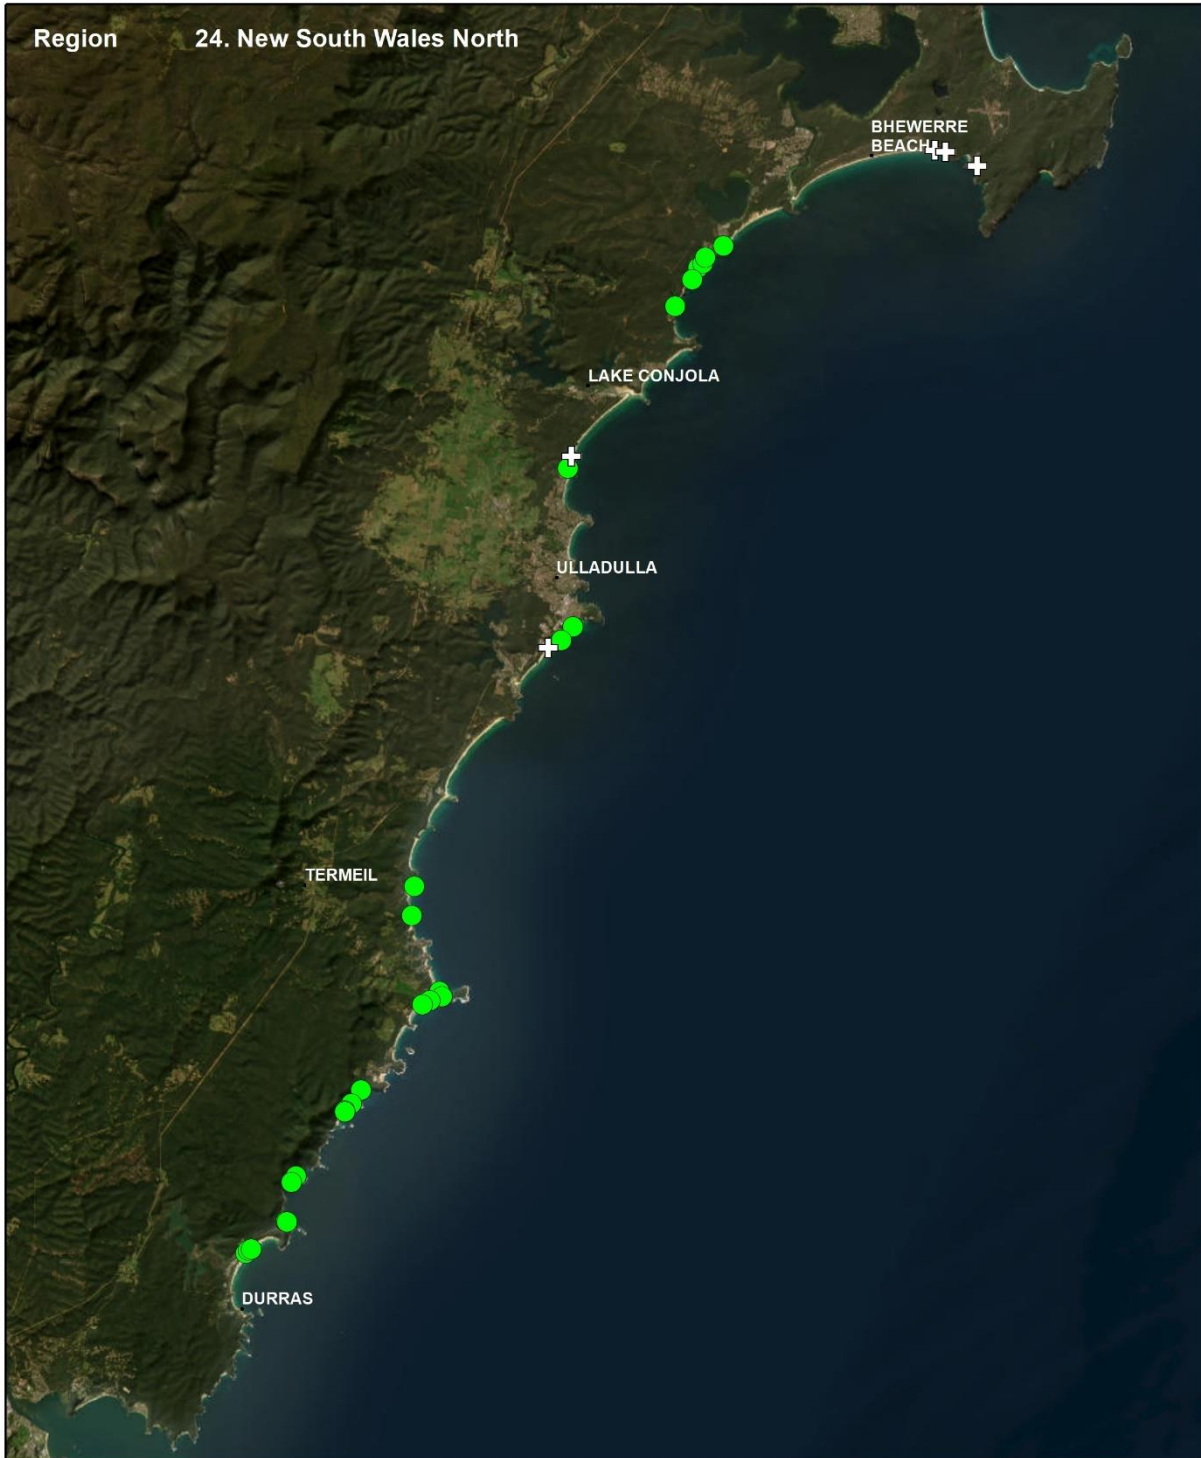 Region 24. New South Wales North
BHEWERRE
BEACH
LAKE CONJOLA
ULLADULLA
TERMEIL
DURRAS